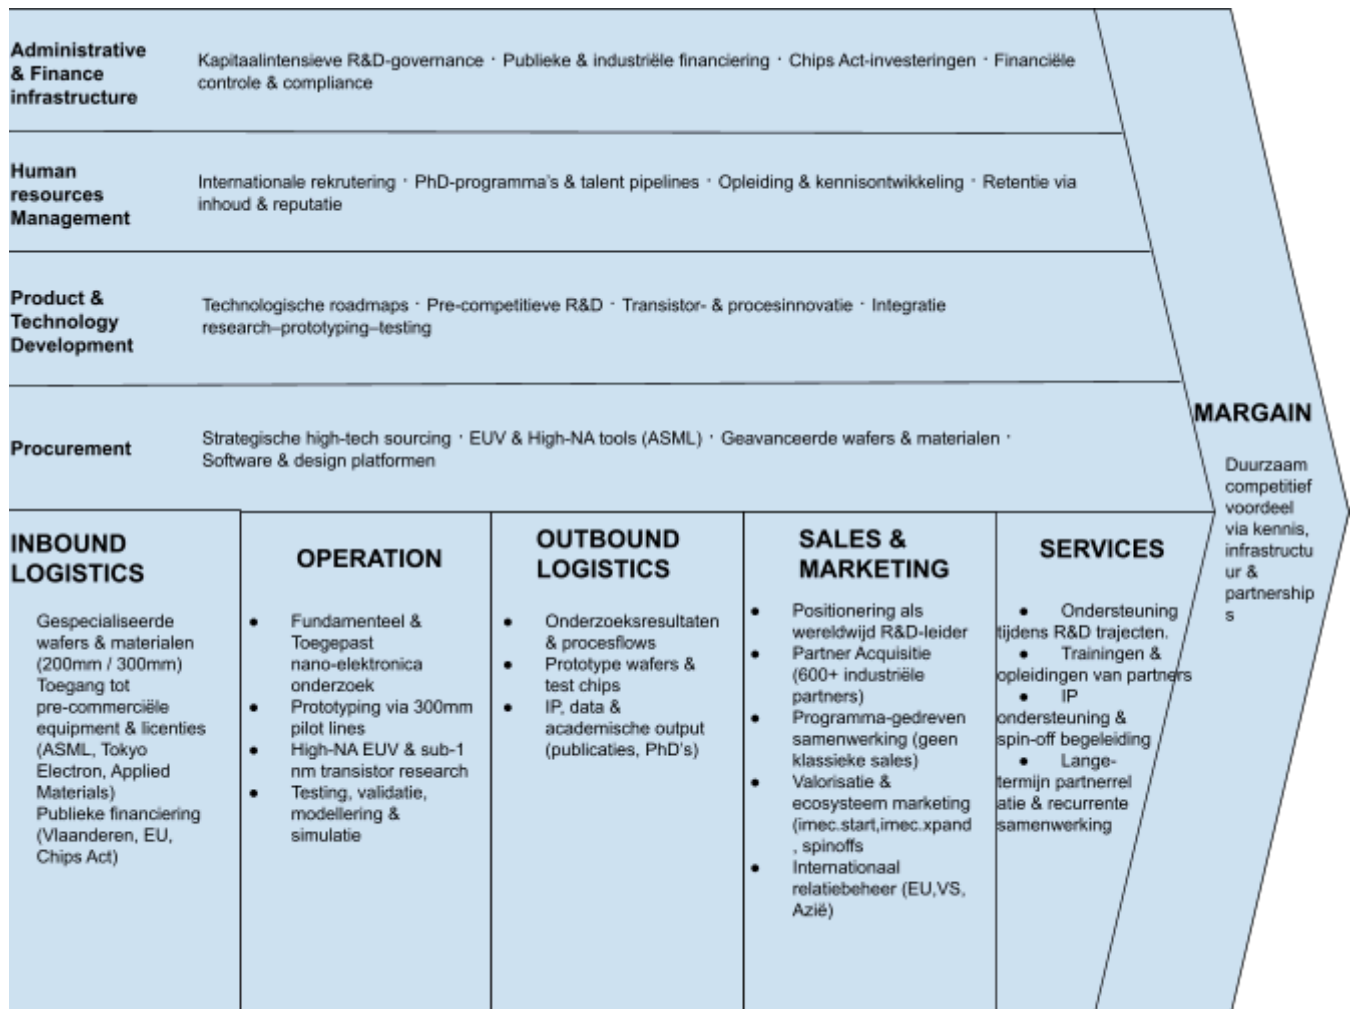 Administrative
& Finance
infrastructure
Kapitaalintensieve R&D-governance · Publieke & industriële financiering · Chips Act-investeringen · Financiële
controle & compliance
Human
resources
Management
Internationale rekrutering · PhD-programma's & talent pipelines · Opleiding & kennisontwikkeling · Retentie via
inhoud & reputatie
Product &
Technology
Development
Technologische roadmaps · Pre-competitieve R&D · Transistor- & procesinnovatie · Integratie
research–prototyping–testing
Procurement
Strategische high-tech sourcing · EUV & High-NA tools (ASML) · Geavanceerde wafers & materialen ·
Software & design platformen
MARGAIN
Duurzaam
competitief
voordeel
via kennis,
infrastructu
ur &
partnership
s
INBOUND
LOGISTICS
Gespecialiseerde
wafers & materialen
(200mm / 300mm)
Toegang tot
pre-commerciële
equipment & licenties
(ASML, Tokyo
Electron, Applied
Materials)
Publieke financiering
(Vlaanderen, EU,
Chips Act)
OPERATION
● Fundamenteel &
Toegepast
nano-elektronica
onderzoek
● Prototyping via 300mm
pilot lines
● High-NA EUV & sub-1
nm transistor research
● Testing, validatie,
modellering &
simulatie
OUTBOUND
LOGISTICS
● Onderzoeksresultaten
& procesflows
● Prototype wafers &
test chips
● IP, data &
academische output
(publicaties, PhD's)
SALES &
MARKETING
● Positionering als
wereldwijd R&D-leider
● Partner Acquisitie
(600+ industriële
partners)
● Programma-gedreven
samenwerking (geen
klassieke sales)
● Valorisatie &
ecosysteem marketing
(imec.start,imec.xpand
, spinoffs
● Internationaal
relatiebeheer (EU,VS,
Azië)
SERVICES
● Ondersteuning
tijdens R&D trajecten.
● Trainingen &
opleidingen van partners
● IP
ondersteuning &
spin-off begeleiding
● Lange-
termijn partnerrel
atie & recurrente
samenwerking